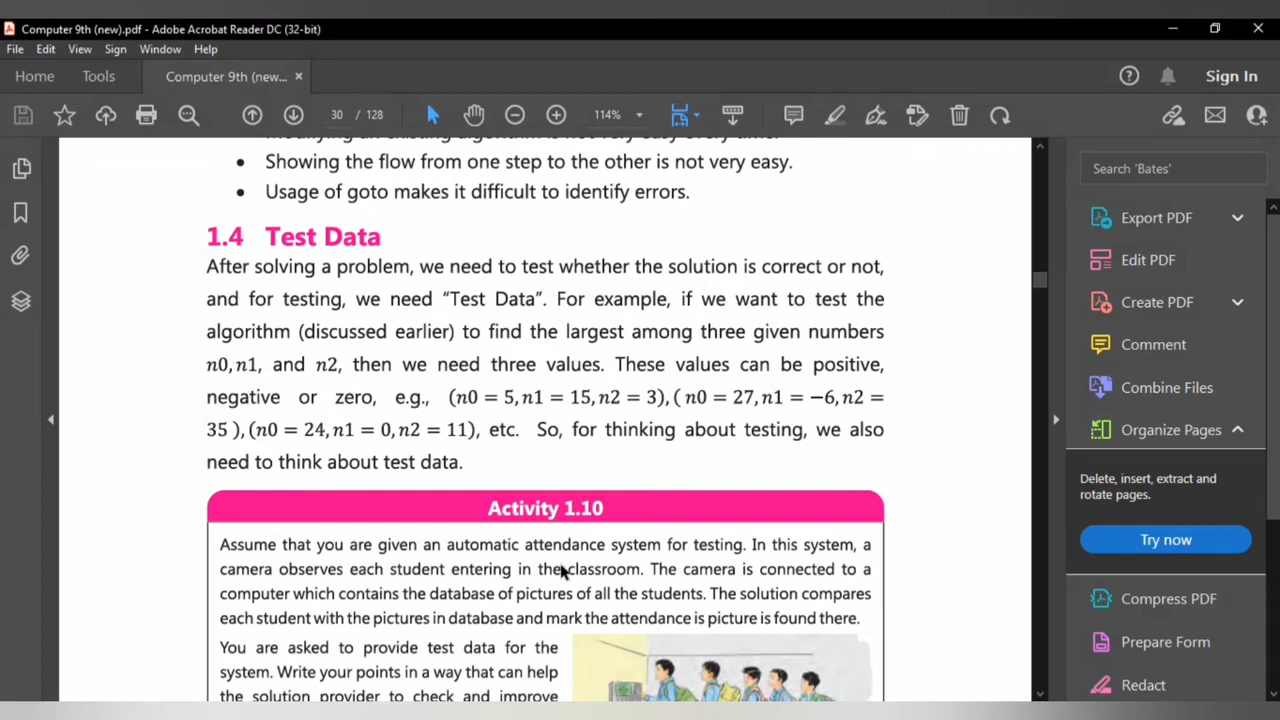 Computer 9th (new).pdf - Adobe Acrobat Reader DC (32-bit)
File Edit View Sign Window Help
Home Tools Computer 9th (new... × Sign In
30 / 128 114%
Modifying an existing algorithm is not very easy every time.
• Showing the flow from one step to the other is not very easy.
• Usage of goto makes it difficult to identify errors.
1.4 Test Data
After solving a problem, we need to test whether the solution is correct or not,
and for testing, we need “Test Data”. For example, if we want to test the
algorithm (discussed earlier) to find the largest among three given numbers
n0, n1, and n2, then we need three values. These values can be positive,
negative or zero, e.g., (n0 = 5, n1 = 15, n2 = 3), ( n0 = 27, n1 = −6, n2 =
35 ), (n0 = 24, n1 = 0, n2 = 11), etc. So, for thinking about testing, we also
need to think about test data.
Activity 1.10
Assume that you are given an automatic attendance system for testing. In this system, a
camera observes each student entering in the classroom. The camera is connected to a
computer which contains the database of pictures of all the students. The solution compares
each student with the pictures in database and mark the attendance is picture is found there.
You are asked to provide test data for the
system. Write your points in a way that can help
the solution provider to check and improve
Search 'Bates'
Export PDF
Edit PDF
Create PDF
Comment
Combine Files
Organize Pages
Delete, insert, extract and
rotate pages.
Try now
Compress PDF
Prepare Form
Redact